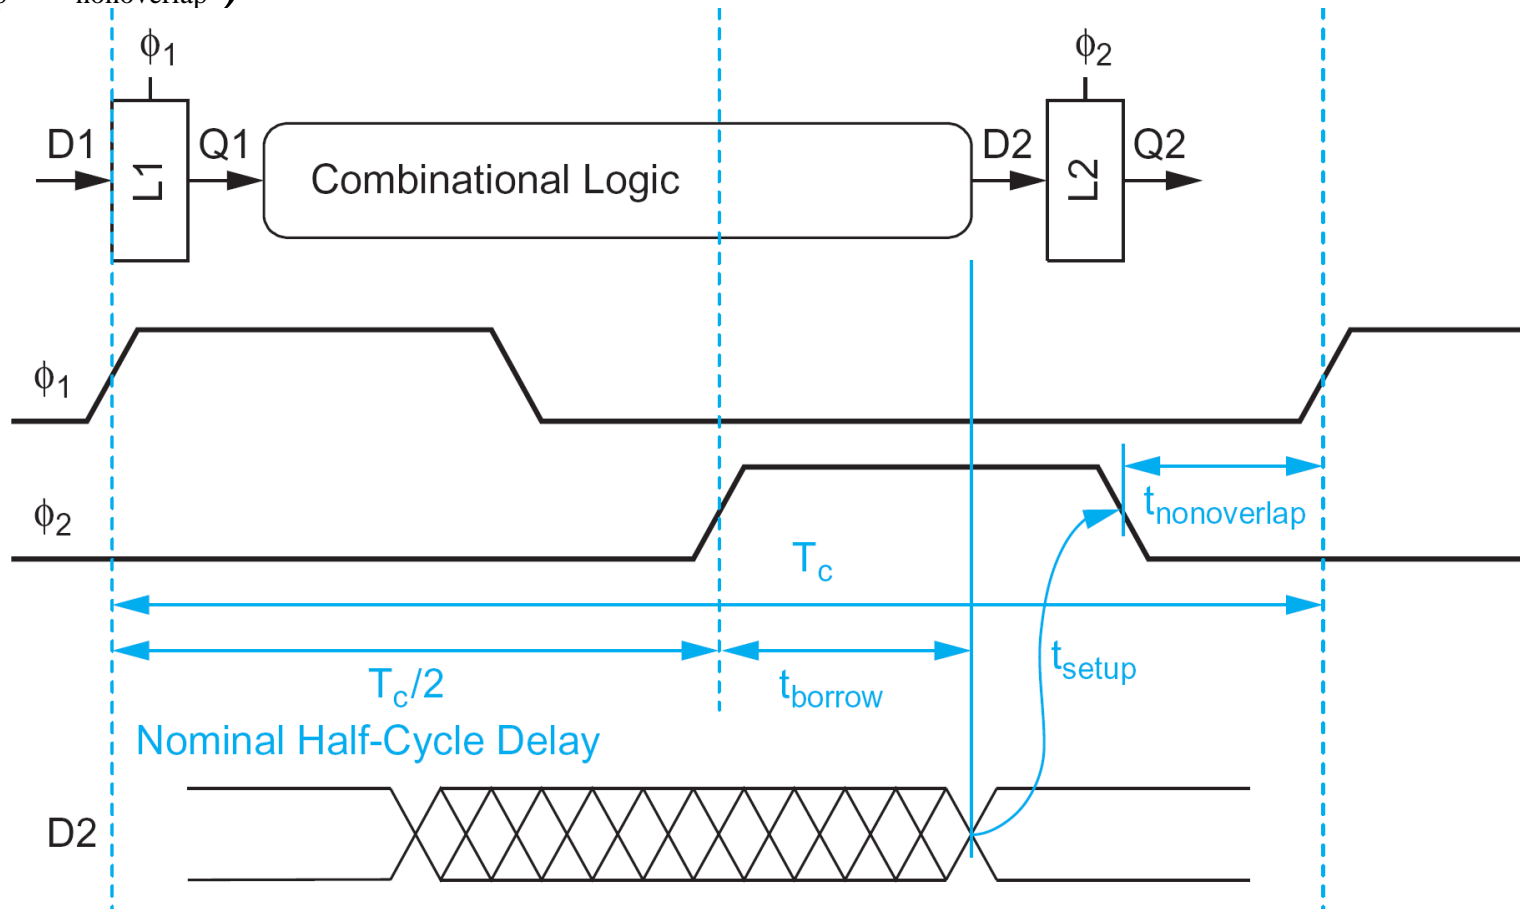 nonoverlap )
ϕ1 ϕ2
D1 L1 Q1 Combinational Logic D2 L2 Q2
ϕ1
tnonoverlap
ϕ2
Tc
Tc/2 tborrow tsetup
Nominal Half-Cycle Delay
D2